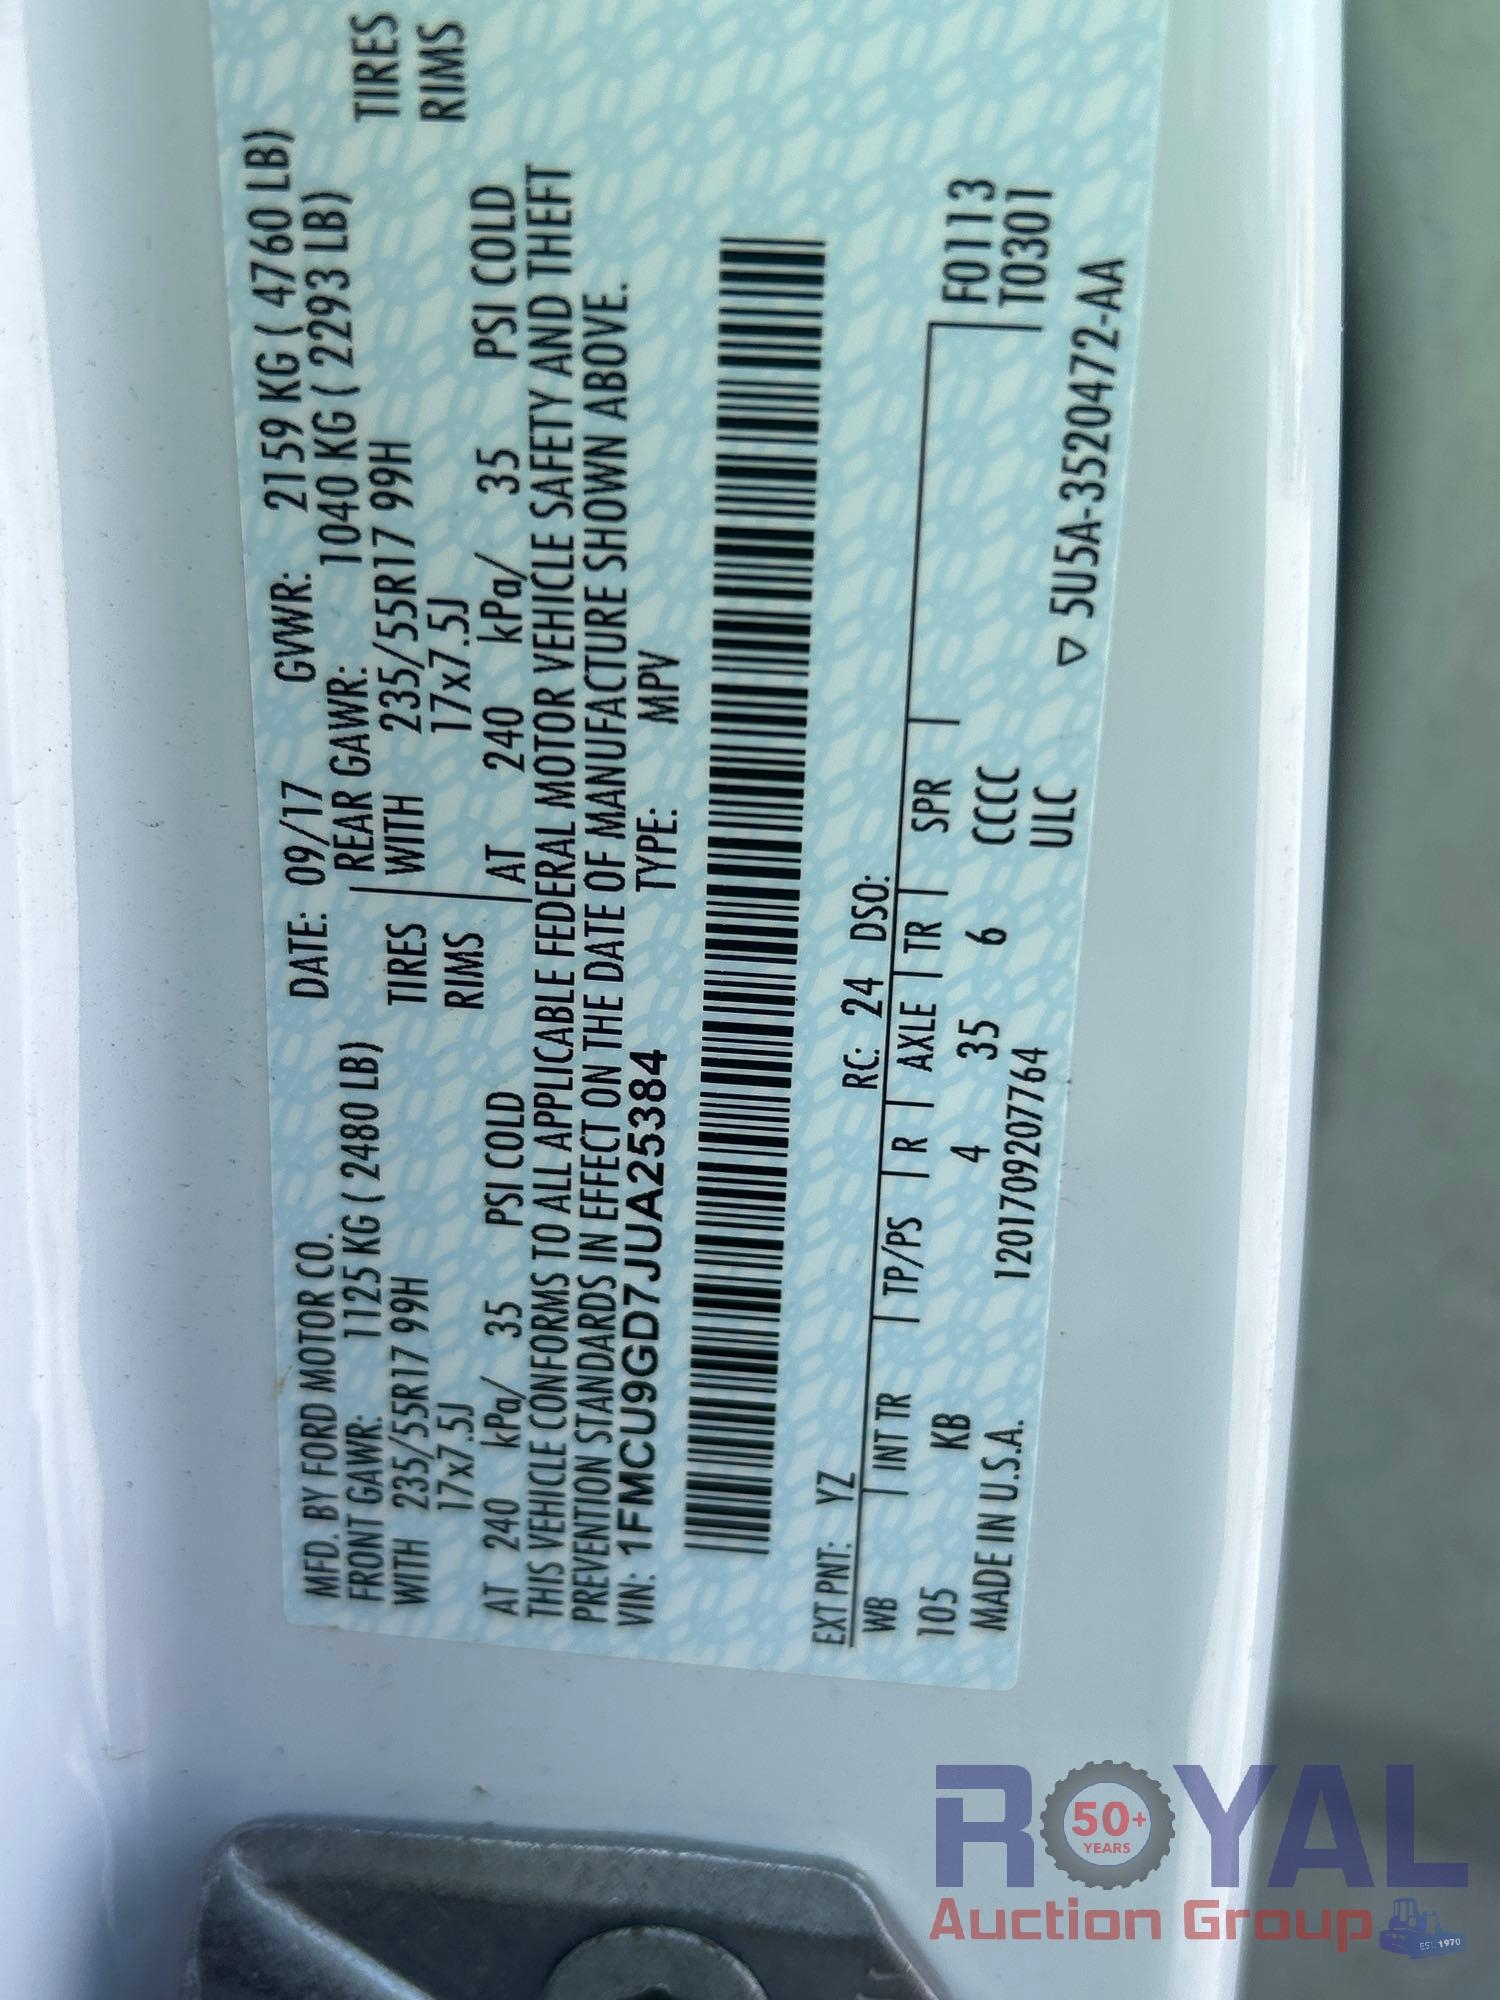 MFD. BY FORD MOTOR CO.
DATE: 09/17 GVWR: 2159 KG ( 4760 LB)
FRONT GAWR: 1125 KG ( 2480 LB)
REAR GAWR: 1040 KG ( 2293 LB)
WITH 235/55R17 99H TIRES
WITH 235/55R17 99H TIRES
17x7.5J RIMS
17x7.5J RIMS
AT 240 kPa/ 35 PSI COLD
AT 240 kPa/ 35 PSI COLD
THIS VEHICLE CONFORMS TO ALL APPLICABLE FEDERAL MOTOR VEHICLE SAFETY AND THEFT
PREVENTION STANDARDS IN EFFECT ON THE DATE OF MANUFACTURE SHOWN ABOVE.
VIN: 1FMCU9GD7JUA25384 TYPE: MPV
EXT PNT: YZ RC: 24 DSO:
WB INT TR TP/PS R AXLE TR SPR F0113
105 KB 4 35 6 CCCC T0301
MADE IN U.S.A. 1201709207764 ULC
▽ 5U5A-3520472-AA
ROYAL
50+
YEARS
Auction Group
EST. 1970